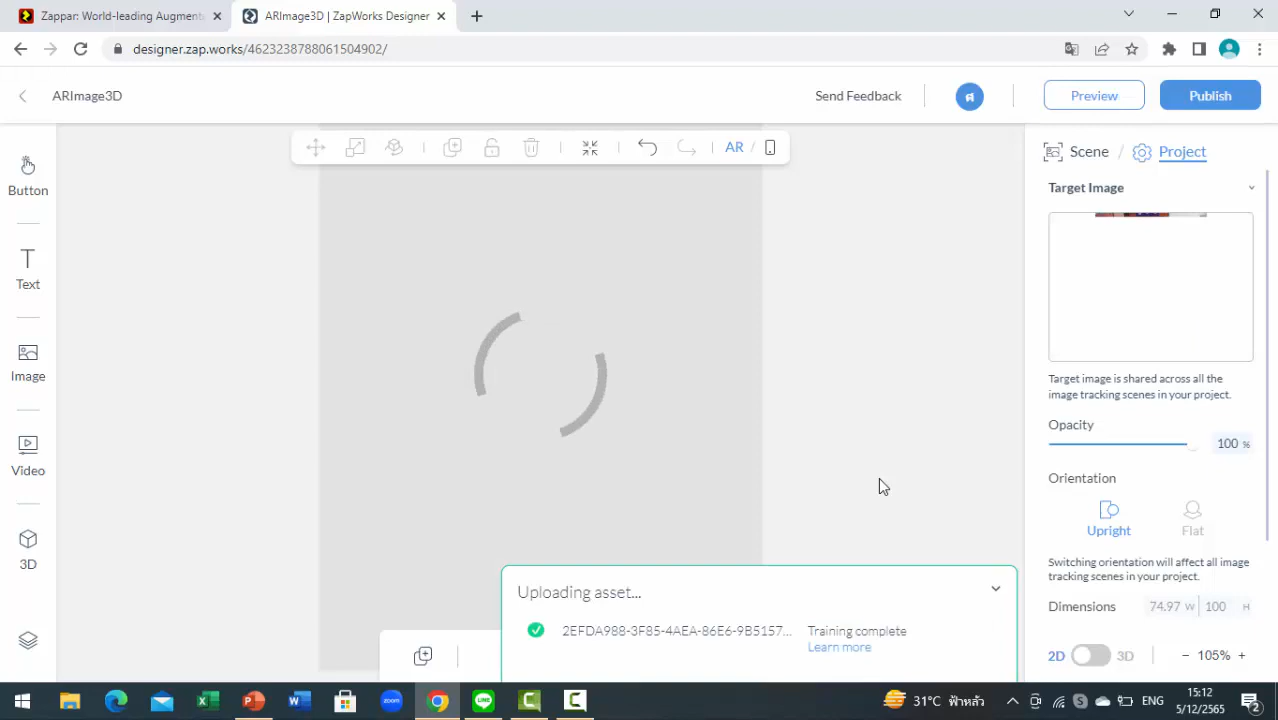 Zappar: World-leading Augment
ARImage3D | ZapWorks Designer
designer.zap.works/4623238788061504902/
ARImage3D
Send Feedback
ศ
Preview
Publish
AR /
Button
Text
Image
Video
3D
Scene / Project
Target Image
Target image is shared across all the
image tracking scenes in your project.
Opacity
100 %
Orientation
Upright
Flat
Switching orientation will affect all image
tracking scenes in your project.
Dimensions 74.97 W 100 H
2D 3D − 105% +
Uploading asset...
2EFDA988-3F85-4AEA-86E6-9B5157... Training complete
Learn more
zoom
31°C ฟ้าหลัว
ENG
15:12
5/12/2565
2